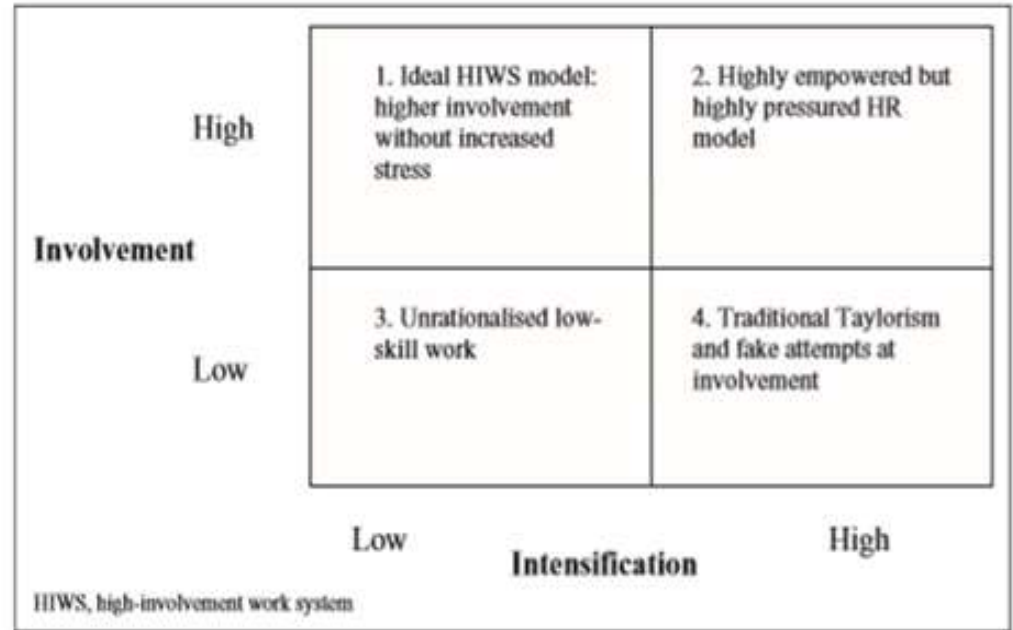 1. Ideal HIWS model:
higher involvement
without increased
stress
2. Highly empowered but
highly pressured HR
model
High
Involvement
3. Unrationalised low-
skill work
4. Traditional Taylorism
and fake attempts at
involvement
Low
Low
High
Intensification
HIWS, high-involvement work system